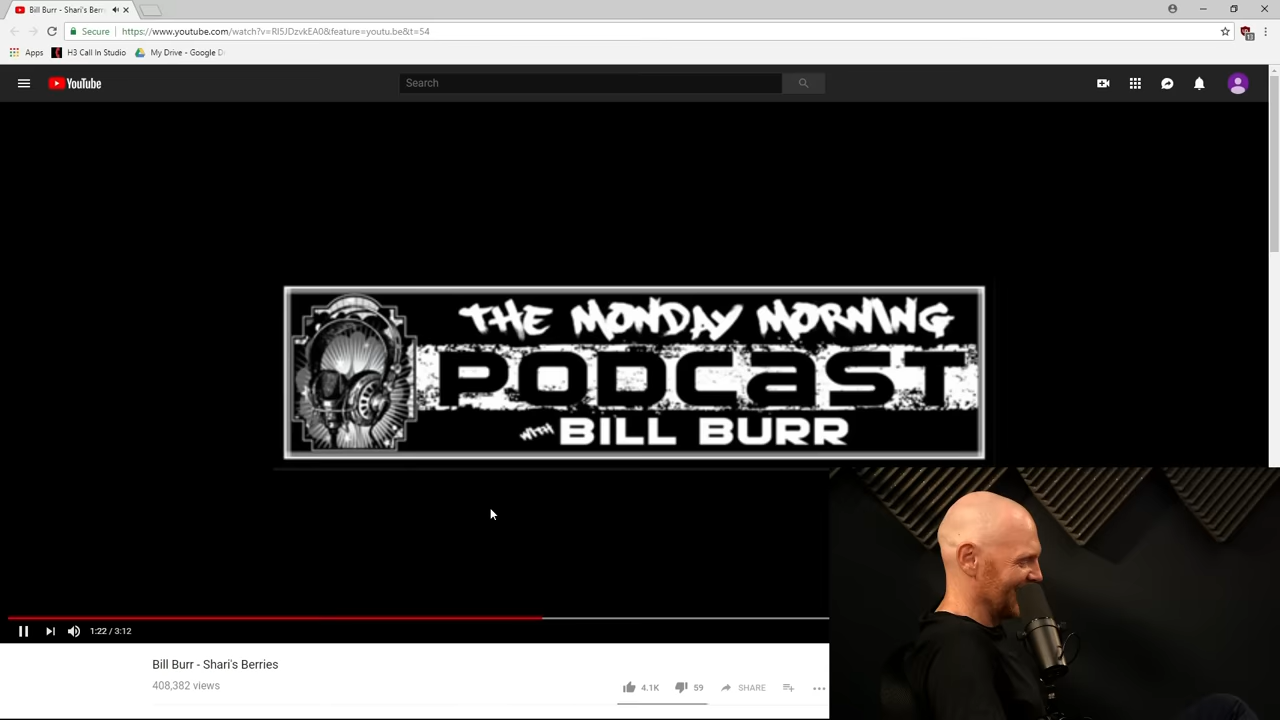 Bill Burr - Shari's Berri
Secure https://www.youtube.com/watch?v=RI5JDzvkEA0&feature=youtu.be&t=54
Apps H3 Call In Studio My Drive - Google Dr
YouTube
Search
THE MONDAY MORNING
PODCAST
WITH BILL BURR
1:22 / 3:12
Bill Burr - Shari's Berries
408,382 views
4.1K 59 SHARE